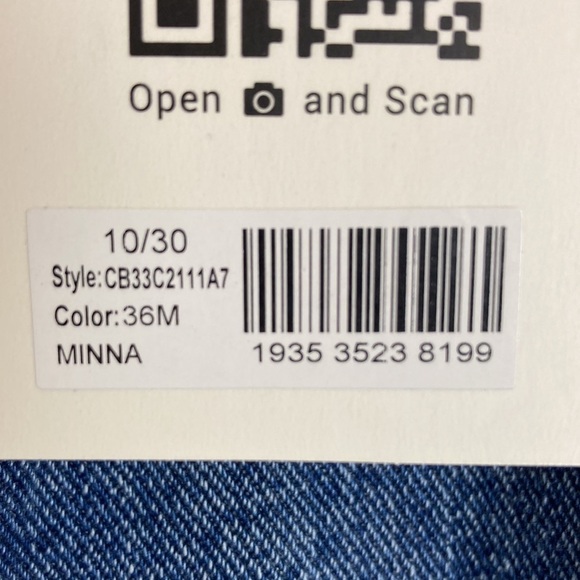 Open and Scan
10/30
Style:CB33C2111A7
Color:36M
MINNA
1935 3523 8199